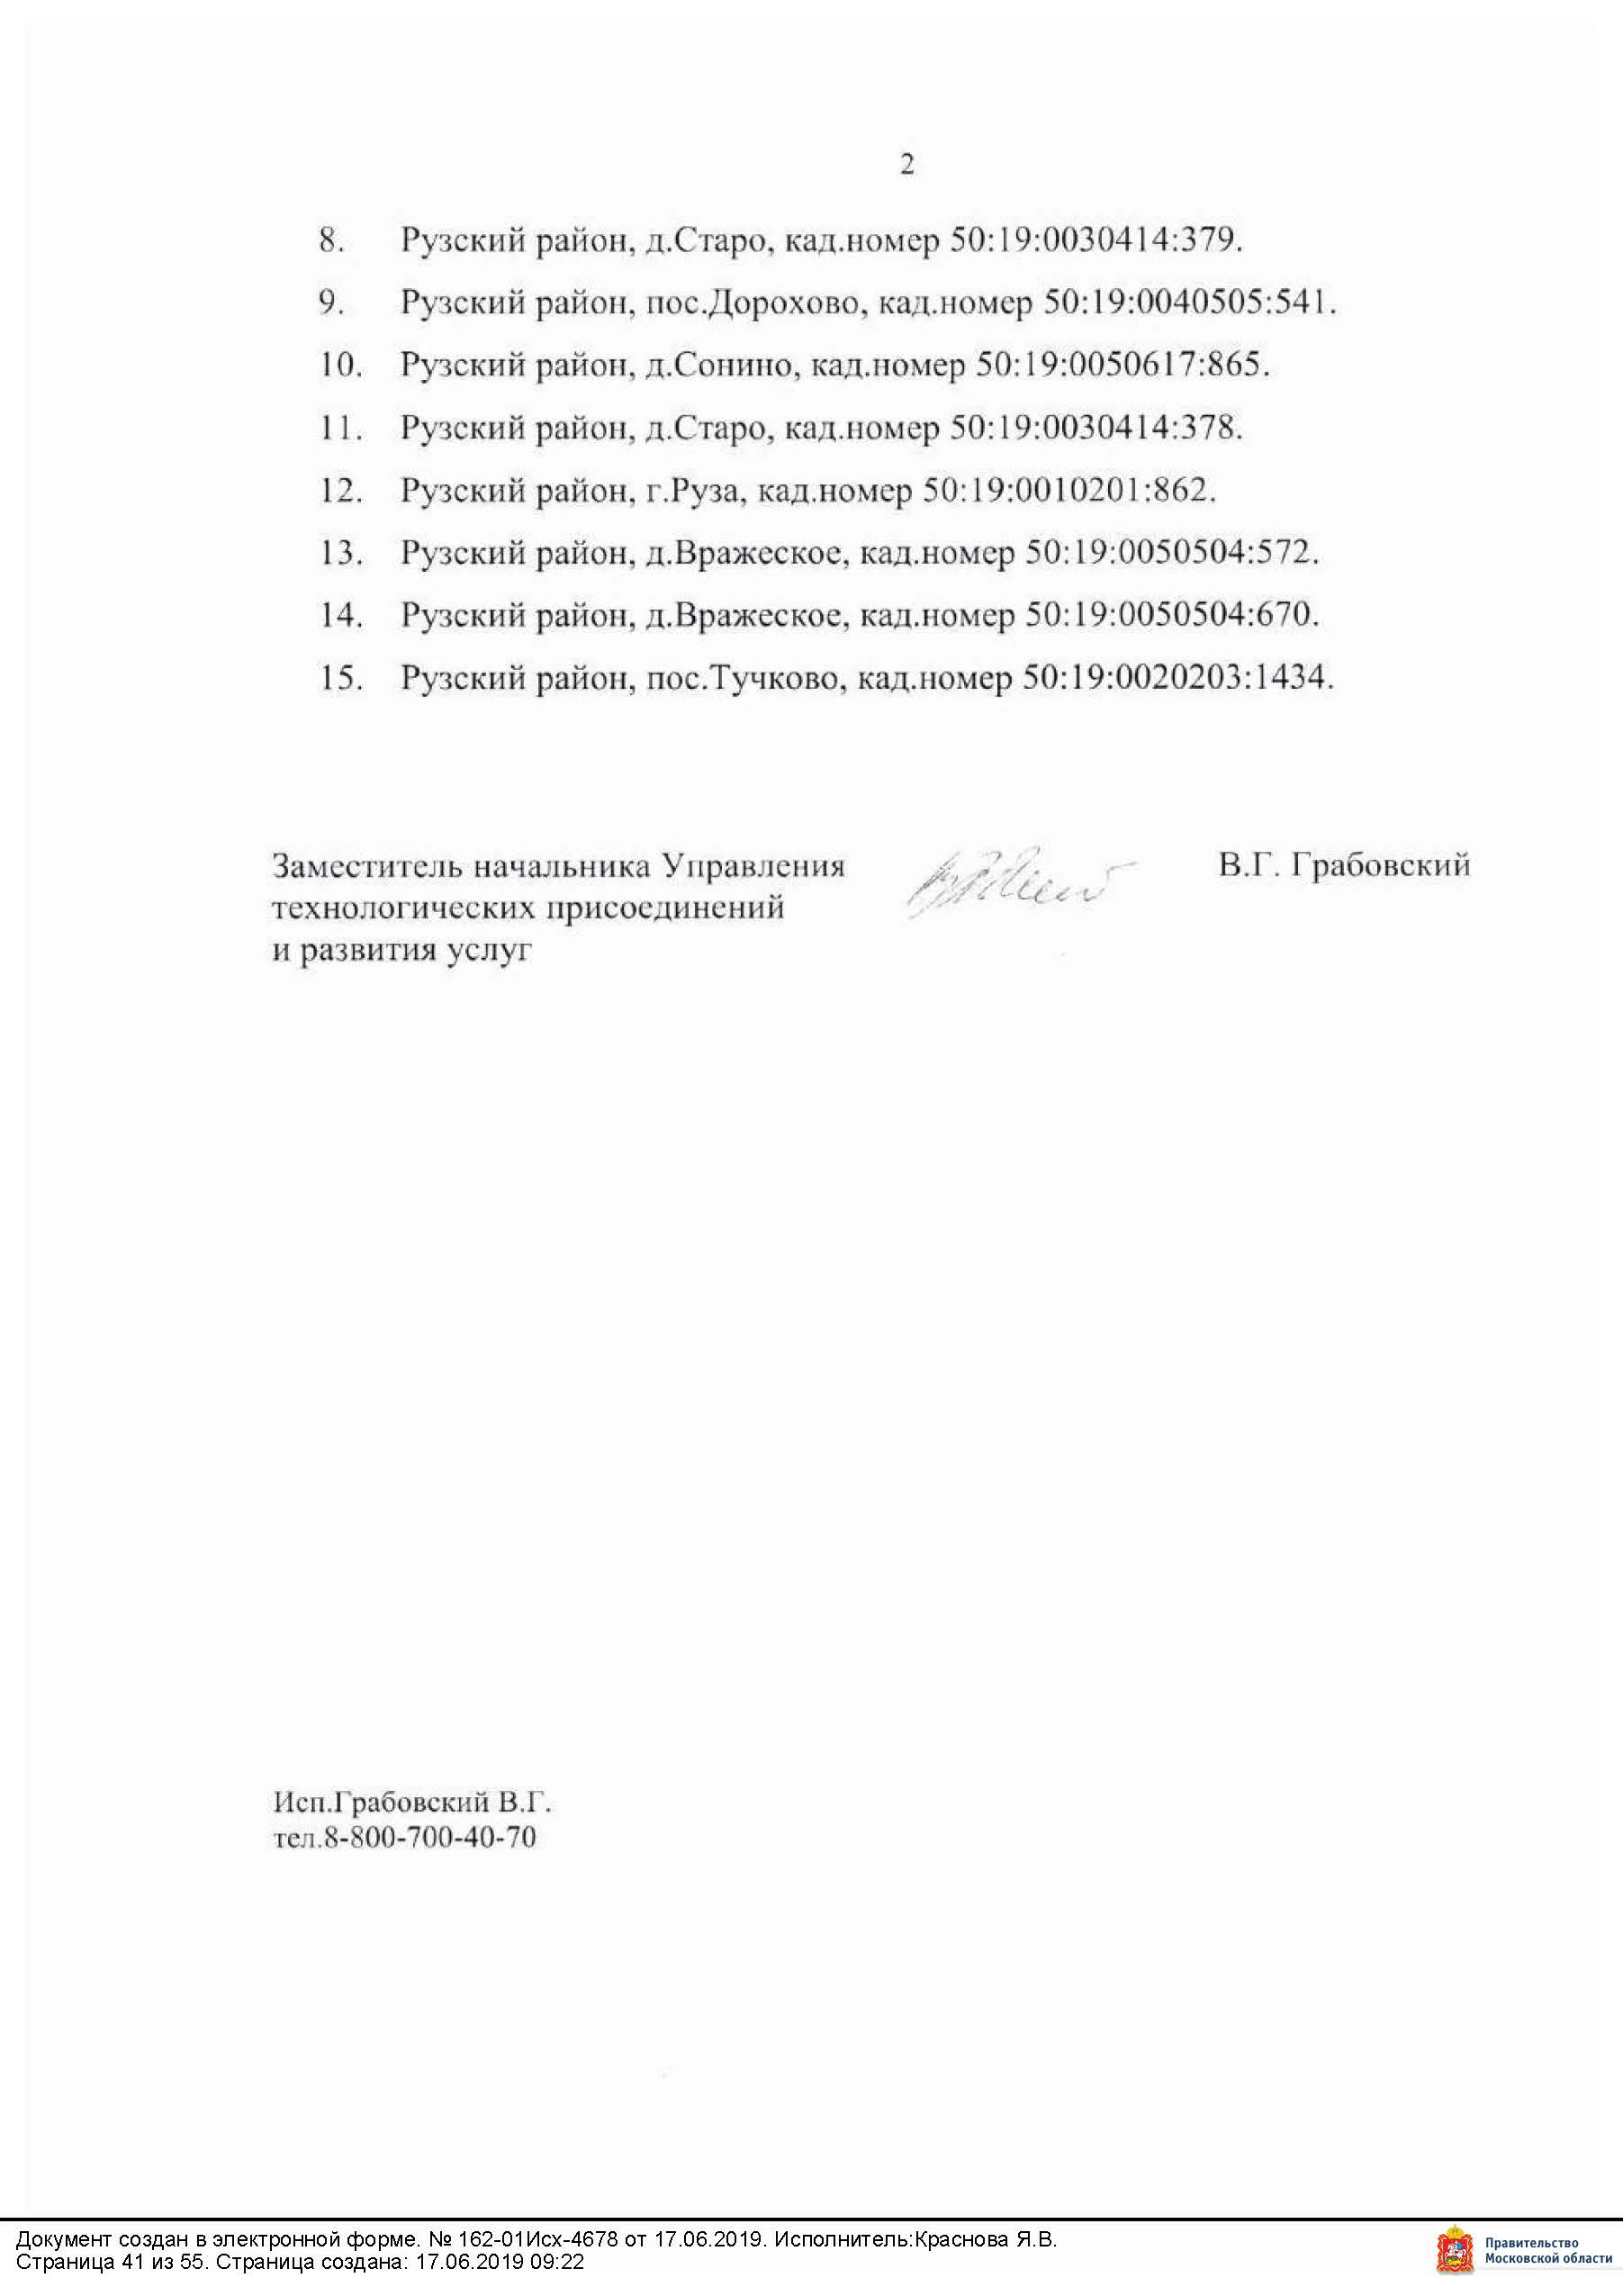 2
8. Рузский район, д.Старо, кад.номер 50:19:0030414:379.
9. Рузский район, пос.Дорохово, кад.номер 50:19:0040505:541.
10. Рузский район, д.Сонино, кад.номер 50:19:0050617:865.
11. Рузский район, д.Старо, кад.номер 50:19:0030414:378.
12. Рузский район, г.Руза, кад.номер 50:19:0010201:862.
13. Рузский район, д.Вражеское, кад.номер 50:19:0050504:572.
14. Рузский район, д.Вражеское, кад.номер 50:19:0050504:670.
15. Рузский район, пос.Тучково, кад.номер 50:19:0020203:1434.
Заместитель начальника Управления
технологических присоединений
и развития услуг
В.Г. Грабовский
Исп.Грабовский В.Г.
тел.8-800-700-40-70
Документ создан в электронной форме. № 162-01Исх-4678 от 17.06.2019. Исполнитель:Краснова Я.В.
Страница 41 из 55. Страница создана: 17.06.2019 09:22
Правительство
Московской области